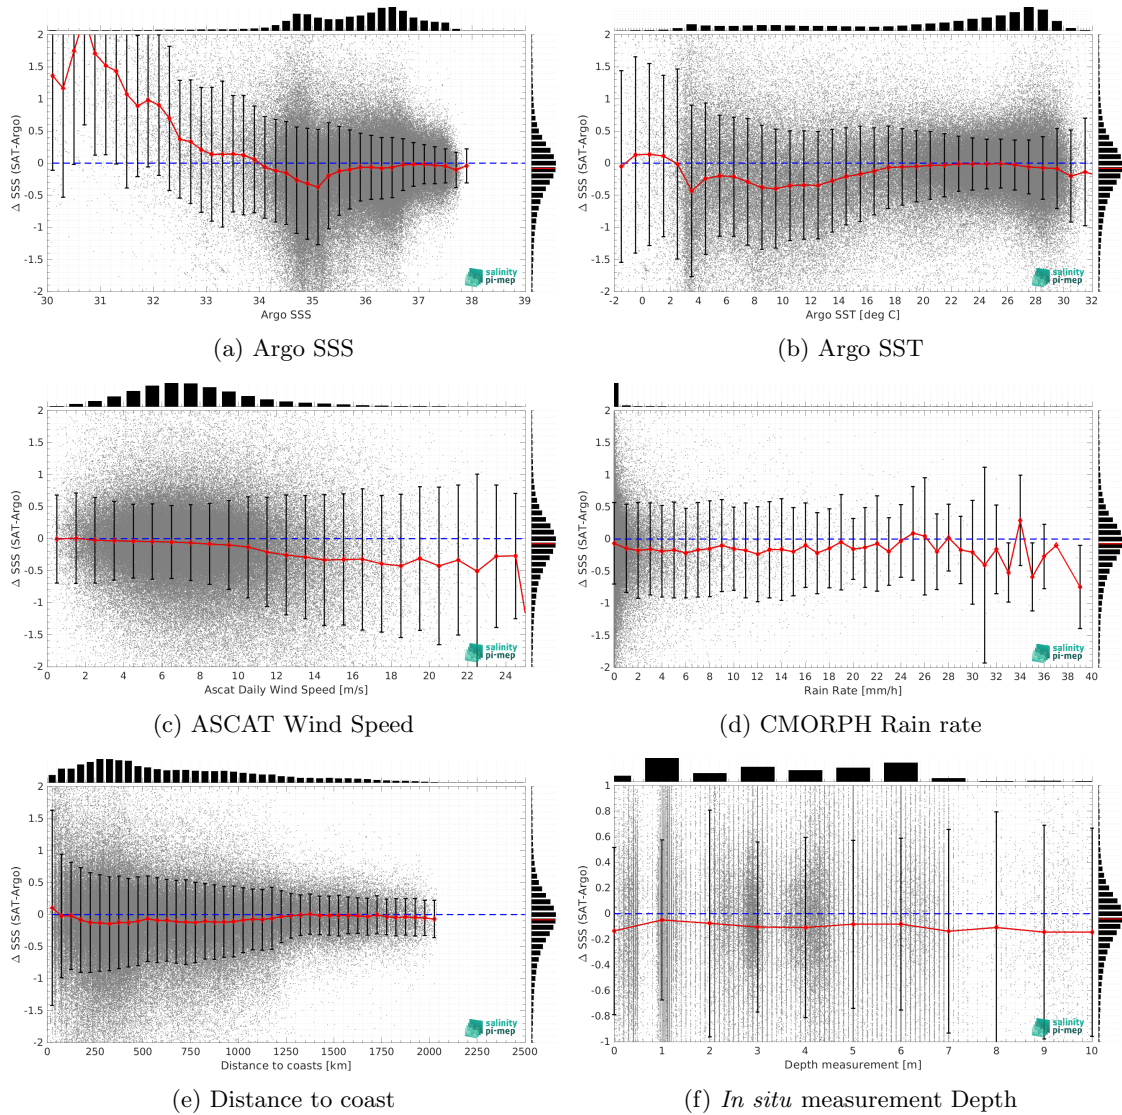 2
1.5
1
0.5
0
-0.5
-1
-1.5
-2
Δ SSS (SAT-Argo)
30 31 32 33 34 35 36 37 38 39
Argo SSS
salinity
pi-mep
(a) Argo SSS
2
1.5
1
0.5
0
-0.5
-1
-1.5
-2
Δ SSS (SAT-Argo)
-2 0 2 4 6 8 10 12 14 16 18 20 22 24 26 28 30 32
Argo SST [deg C]
salinity
pi-mep
(b) Argo SST
2
1.5
1
0.5
0
-0.5
-1
-1.5
-2
Δ SSS (SAT-Argo)
0 2 4 6 8 10 12 14 16 18 20 22 24
Ascat Daily Wind Speed [m/s]
salinity
pi-mep
(c) ASCAT Wind Speed
2
1.5
1
0.5
0
-0.5
-1
-1.5
-2
Δ SSS (SAT-Argo)
0 2 4 6 8 10 12 14 16 18 20 22 24 26 28 30 32 34 36 38 40
Rain Rate [mm/h]
salinity
pi-mep
(d) CMORPH Rain rate
2
1.5
1
0.5
0
-0.5
-1
-1.5
-2
Δ SSS (SAT-Argo)
0 250 500 750 1000 1250 1500 1750 2000 2250 2500
Distance to coasts [km]
salinity
pi-mep
(e) Distance to coast
1
0.8
0.6
0.4
0.2
0
-0.2
-0.4
-0.6
-0.8
-1
Δ SSS (SAT-Argo)
0 1 2 3 4 5 6 7 8 9 10
Depth measurement [m]
salinity
pi-mep
(f) In situ measurement Depth